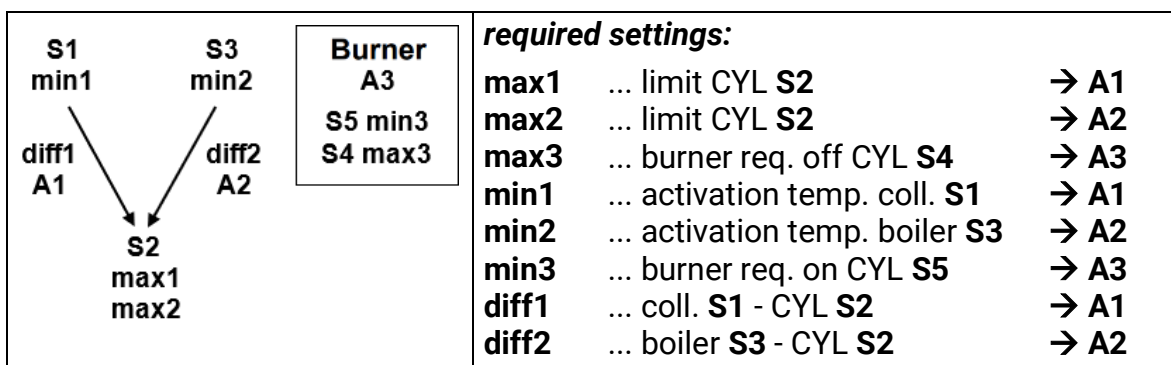 S1
min1
S3
min2
Burner
A3
S5 min3
S4 max3
diff1
A1
diff2
A2
S2
max1
max2
required settings:
max1 ... limit CYL S2 → A1
max2 ... limit CYL S2 → A2
max3 ... burner req. off CYL S4 → A3
min1 ... activation temp. coll. S1 → A1
min2 ... activation temp. boiler S3 → A2
min3 ... burner req. on CYL S5 → A3
diff1 ... coll. S1 - CYL S2 → A1
diff2 ... boiler S3 - CYL S2 → A2